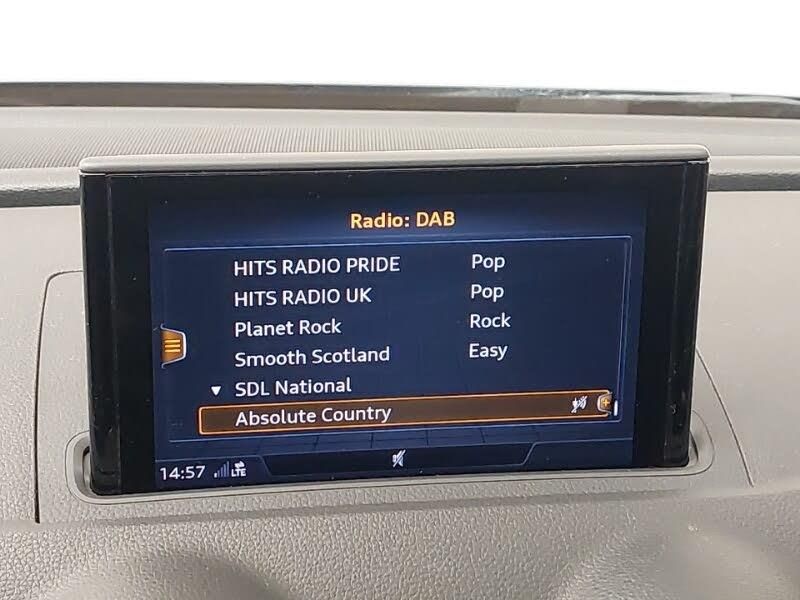 Radio: DAB
HITS RADIO PRIDE Pop
HITS RADIO UK Pop
Planet Rock Rock
Smooth Scotland Easy
SDL National
Absolute Country
14:57 LTE